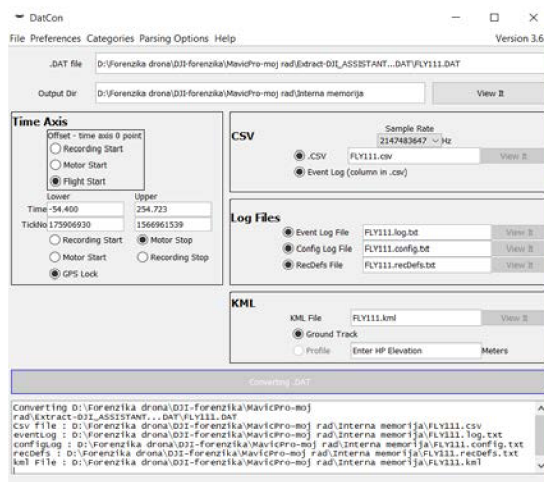 DatCon
File Preferences Categories Parsing Options Help Version 3.6
.DAT file D:\Forenzika drona\DJI-forenzika\MavicPro-moj rad\Extract-DJI_ASSISTANT...DAT\FLY111.DAT
Output Dir D:\Forenzika drona\DJI-forenzika\MavicPro-moj rad\Interna memorija View It
Time Axis
Offset - time axis 0 point
Recording Start
Motor Start
Flight Start
Lower Upper
Time -54.400 254.723
TickNo 175906930 1566961539
Recording Start Motor Stop
Motor Start Recording Stop
GPS Lock
CSV
Sample Rate
2147483647 Hz
.CSV FLY111.csv View It
Event Log (column in .csv)
Log Files
Event Log File FLY111.log.txt View It
Config Log File FLY111.config.txt View It
RecDefs File FLY111.recDefs.txt View It
KML
KML File FLY111.kml View It
Ground Track
Profile Enter HP Elevation Meters
Converting .DAT
Converting D:\Forenzika drona\DJI-forenzika\MavicPro-moj
rad\Extract-DJI_ASSISTANT...DAT\FLY111.DAT
Csv file : D:\Forenzika drona\DJI-forenzika\MavicPro-moj rad\Interna memorija\FLY111.csv
eventLog : D:\Forenzika drona\DJI-forenzika\MavicPro-moj rad\Interna memorija\FLY111.log.txt
configLog : D:\Forenzika drona\DJI-forenzika\MavicPro-moj rad\Interna memorija\FLY111.config.txt
recDefs : D:\Forenzika drona\DJI-forenzika\MavicPro-moj rad\Interna memorija\FLY111.recDefs.txt
kml File : D:\Forenzika drona\DJI-forenzika\MavicPro-moj rad\Interna memorija\FLY111.kml